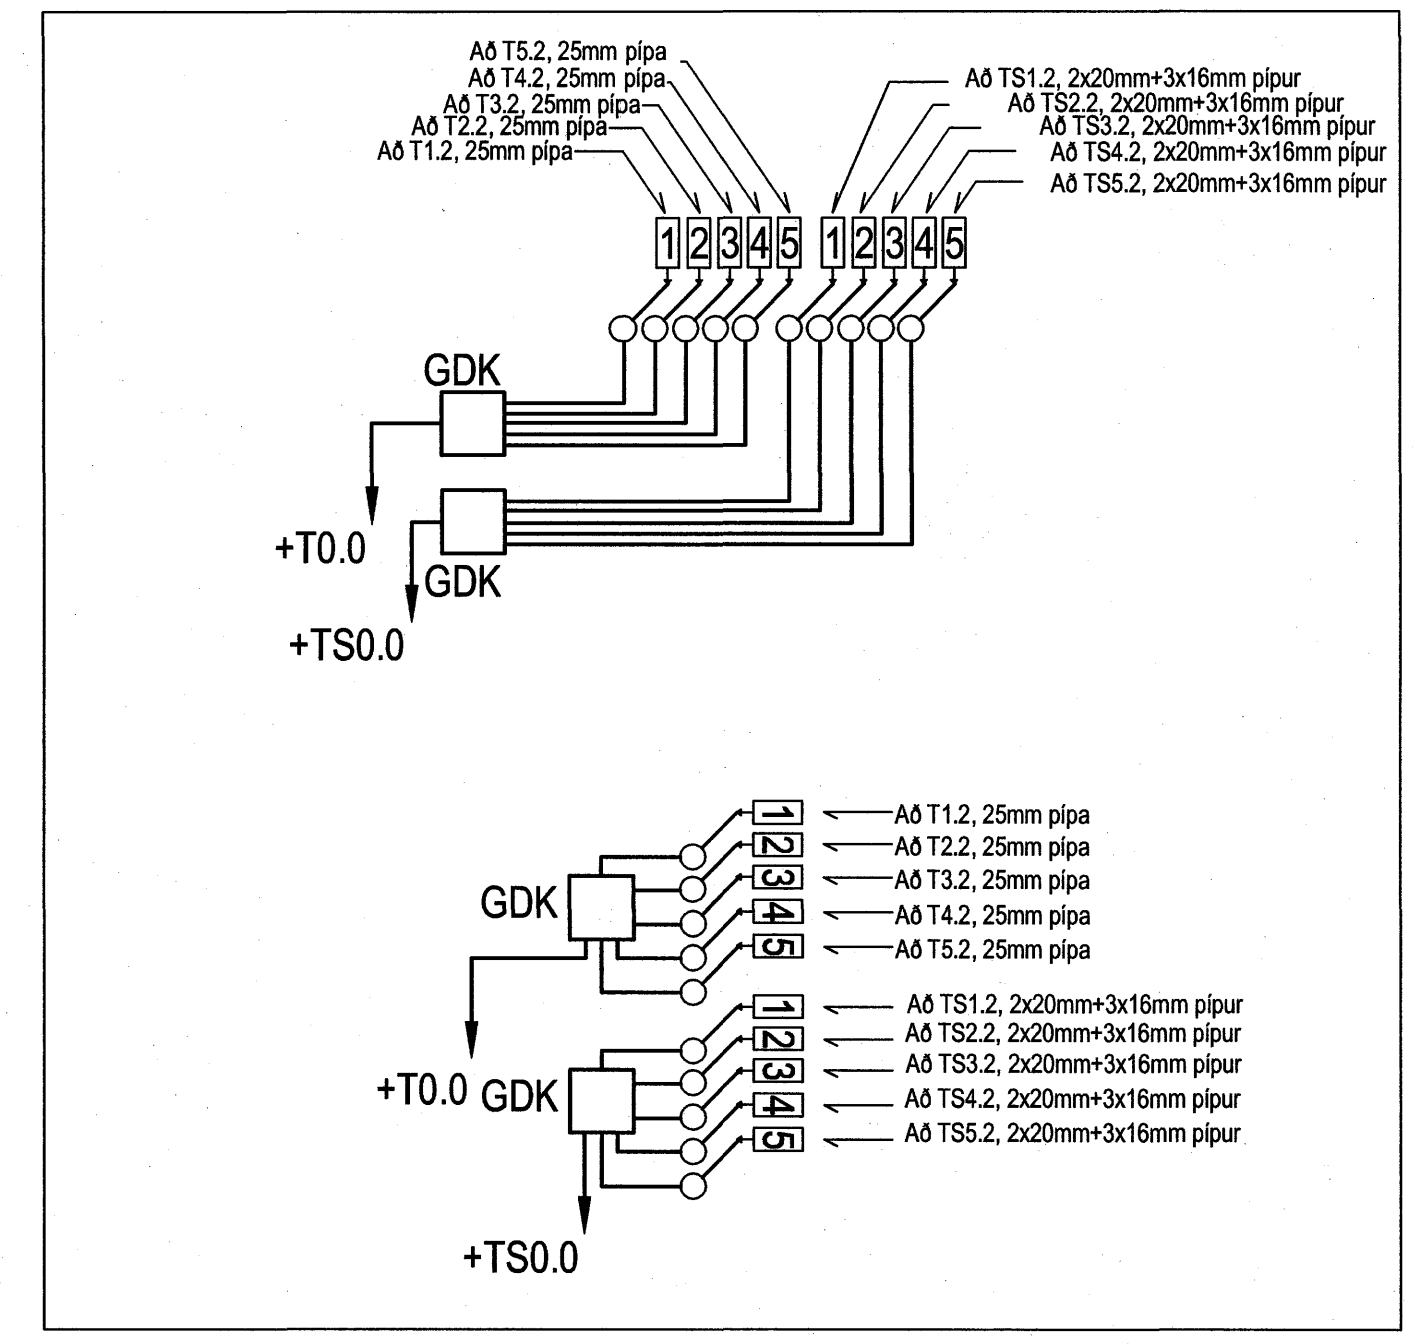 Að T5.2, 25mm pípa
Að T4.2, 25mm pípa
Að T3.2, 25mm pípa
Að T2.2, 25mm pípa
Að T1.2, 25mm pípa
Að TS1.2, 2x20mm+3x16mm pípur
Að TS2.2, 2x20mm+3x16mm pípur
Að TS3.2, 2x20mm+3x16mm pípur
Að TS4.2, 2x20mm+3x16mm pípur
Að TS5.2, 2x20mm+3x16mm pípur
1 2 3 4 5 1 2 3 4 5
GDK
+T0.0
GDK
+TS0.0
1 Að T1.2, 25mm pípa
2 Að T2.2, 25mm pípa
3 Að T3.2, 25mm pípa
GDK
4 Að T4.2, 25mm pípa
5 Að T5.2, 25mm pípa
1 Að TS1.2, 2x20mm+3x16mm pípur
2 Að TS2.2, 2x20mm+3x16mm pípur
3 Að TS3.2, 2x20mm+3x16mm pípur
+T0.0 GDK
4 Að TS4.2, 2x20mm+3x16mm pípur
5 Að TS5.2, 2x20mm+3x16mm pípur
+TS0.0